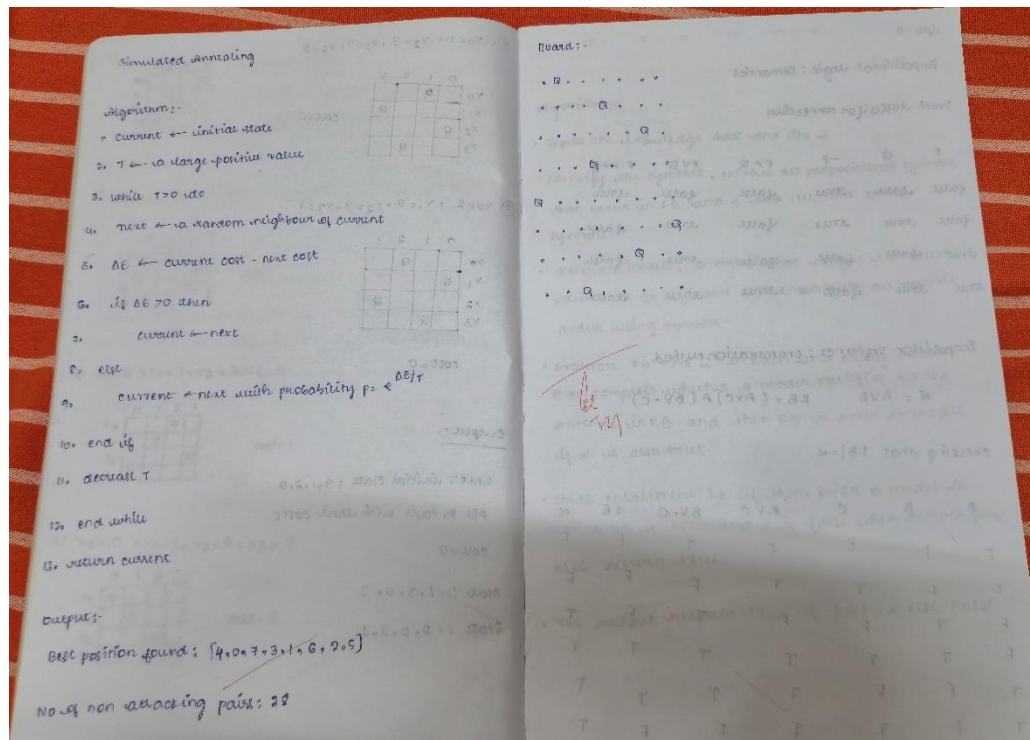 Simulated Annealing
Algorithm:-
1. current ← initial state
2. T ← a large positive value
3. while T>0 do
4. next ← a random neighbour of current
5. ΔE ← current cost - next cost
6. if ΔE >0 then
7. current ← next
8. else
9. current ← next with probability p= e^ΔE/T
10. end if
11. decrease T
12. end while
13. return current
Output:-
Best position found: [4,0,7,3,1,6,2,5]
No of non attacking pairs: 28
Board:-
. Q . . . . . .
. . . . Q . . .
. . . . . . Q .
. . . Q . . . .
Q . . . . . . .
. . . . . . . Q
. . . . . Q . .
. . Q . . . . .